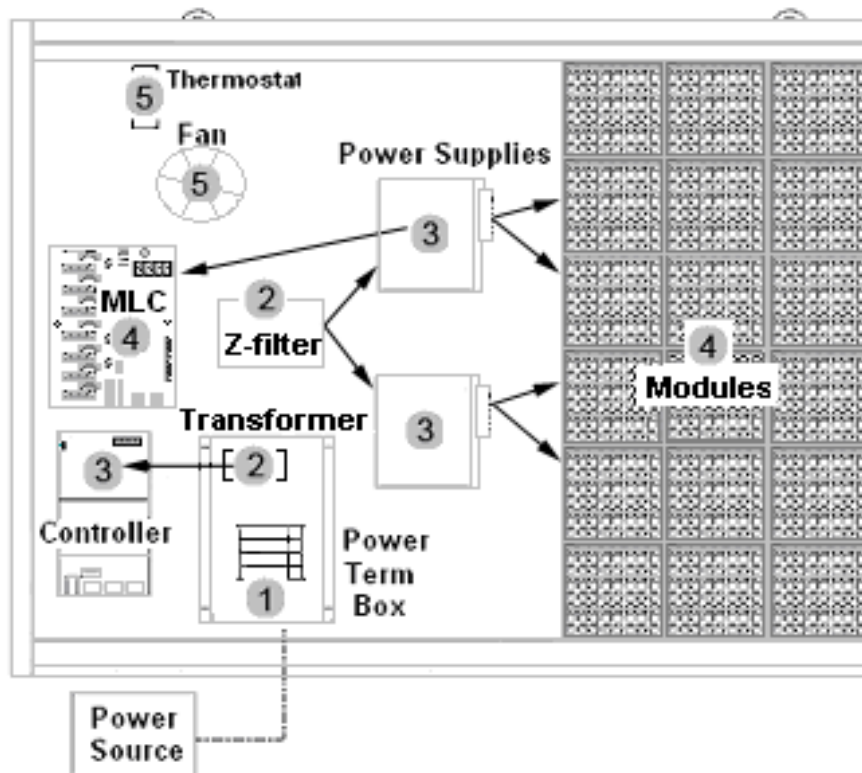 5
Thermostat
Fan
5
Power Supplies
3
MLC
4
2
Z-filter
4
Modules
Transformer
3
3
2
Controller
Power
Term
Box
1
Power
Source